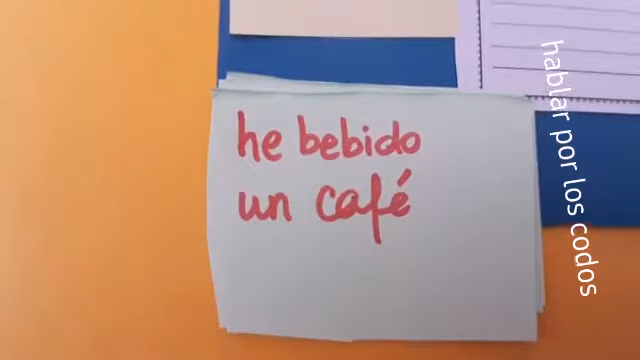 he bebido
un café
hablar por los codos